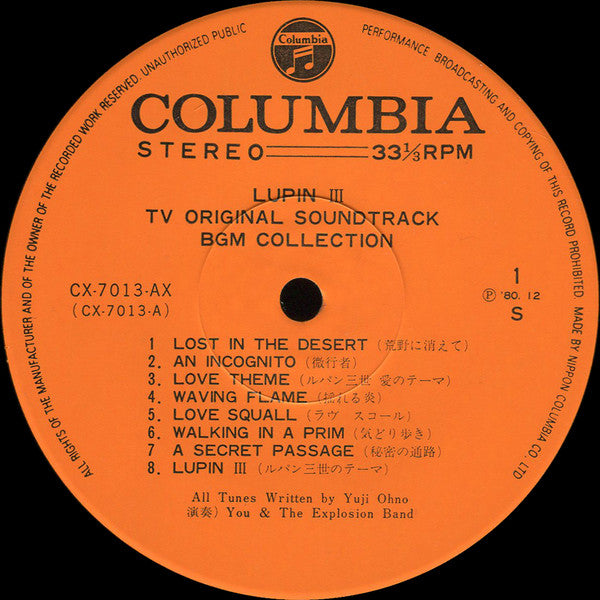 ALL RIGHTS OF THE MANUFACTURER AND OF THE OWNER OF THE RECORDED WORK RESERVED. UNAUTHORIZED PUBLIC PERFORMANCE, BROADCASTING AND COPYING OF THIS RECORD PROHIBITED. MADE BY NIPPON COLUMBIA CO., LTD
Columbia
COLUMBIA
STEREO 33⅓RPM
LUPIN III
TV ORIGINAL SOUNDTRACK
BGM COLLECTION
CX-7013-AX
(CX-7013-A)
1
Ⓟ '80. 12
S
1 LOST IN THE DESERT (荒野に消えて)
2. AN INCOGNITO (微行者)
3. LOVE THEME (ルパン三世 愛のテーマ)
4. WAVING FLAME (揺れる炎)
5. LOVE SQUALL (ラヴ スコール)
6. WALKING IN A PRIM (気どり歩き)
7 A SECRET PASSAGE (秘密の通路)
8. LUPIN III (ルパン三世のテーマ)
All Tunes Written by Yuji Ohno
演奏) You & The Explosion Band